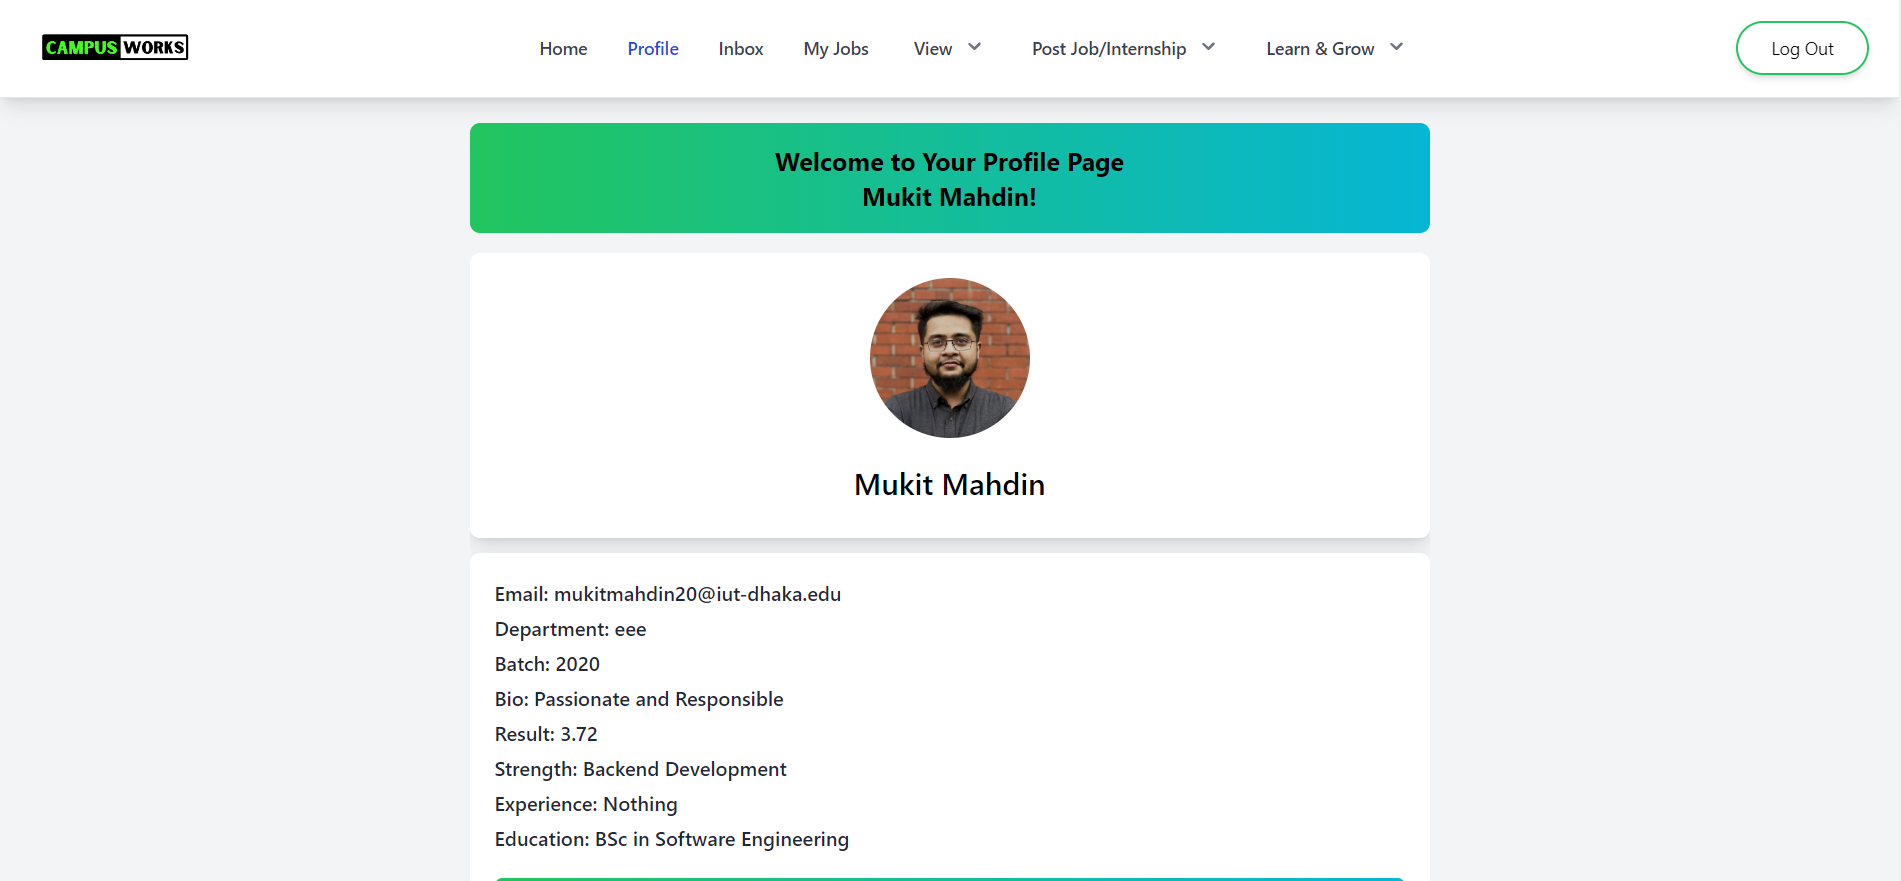 CAMPUS WORKS
Home
Profile
Inbox
My Jobs
View
Post Job/Internship
Learn & Grow
Log Out
Welcome to Your Profile Page
Mukit Mahdin!
Mukit Mahdin
Email: mukitmahdin20@iut-dhaka.edu
Department: eee
Batch: 2020
Bio: Passionate and Responsible
Result: 3.72
Strength: Backend Development
Experience: Nothing
Education: BSc in Software Engineering